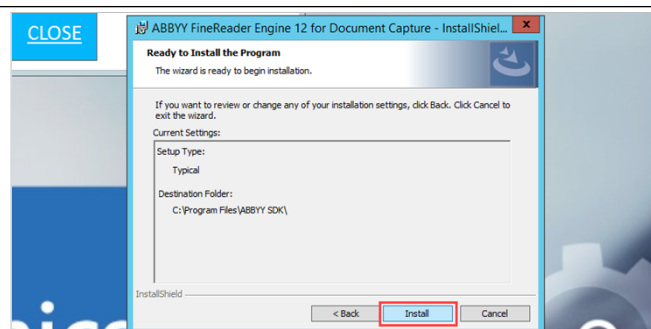 CLOSE
ABBYY FineReader Engine 12 for Document Capture - InstallShiel... x
Ready to Install the Program
The wizard is ready to begin installation.
If you want to review or change any of your installation settings, click Back. Click Cancel to
exit the wizard.
Current Settings:
Setup Type:
Typical
Destination Folder:
C:\Program Files\ABBYY SDK\
InstallShield
< Back Install Cancel